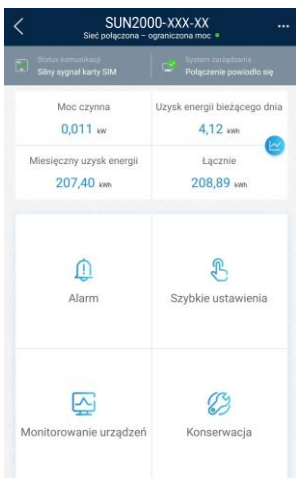 SUN2000-XXX-XX
Sieć połączona – ograniczona moc
Status komunikacji
Silny sygnał karty SIM
System zarządzania
Połączenie powiodło się
Moc czynna
0,011 kW
Uzysk energii bieżącego dnia
4,12 kWh
Miesięczny uzysk energii
207,40 kWh
Łącznie
208,89 kWh
Alarm
Szybkie ustawienia
Monitorowanie urządzeń
Konserwacja